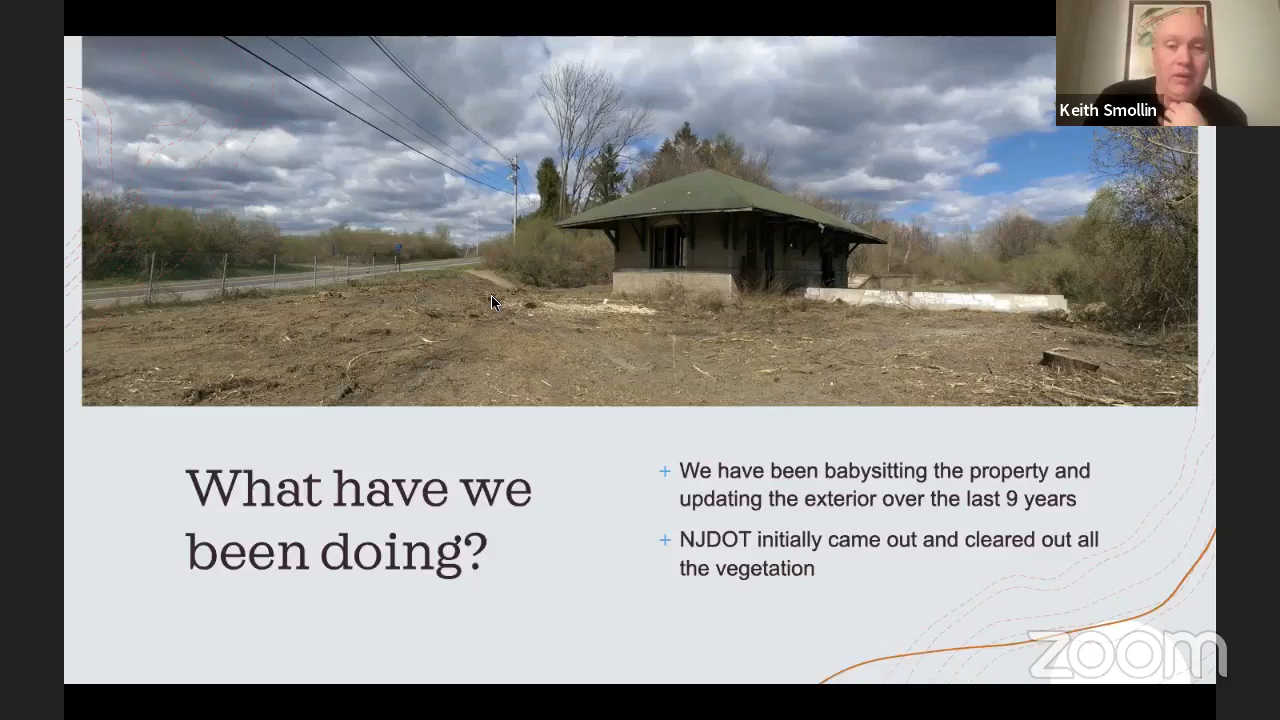 Keith Smollin
What have we
been doing?
+ We have been babysitting the property and
updating the exterior over the last 9 years
+ NJDOT initially came out and cleared out all
the vegetation
zoom